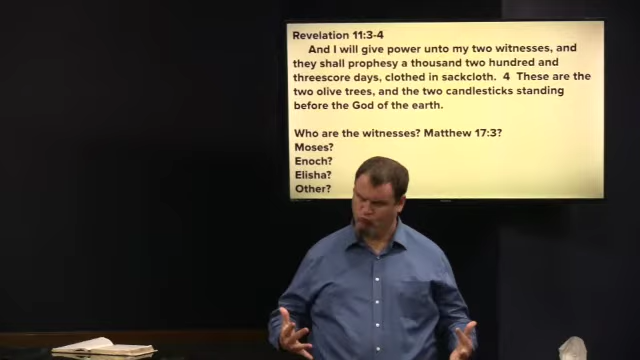 Revelation 11:3-4
And I will give power unto my two witnesses, and
they shall prophesy a thousand two hundred and
threescore days, clothed in sackcloth. 4 These are the
two olive trees, and the two candlesticks standing
before the God of the earth.
Who are the witnesses? Matthew 17:3?
Moses?
Enoch?
Elisha?
Other?